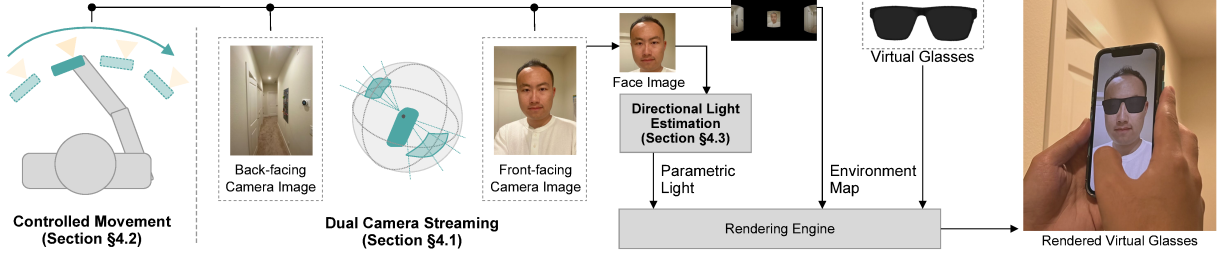 Virtual Glasses
Face Image
Directional Light
Estimation
(Section §4.3)
Back-facing
Camera Image
Front-facing
Camera Image
Parametric
Light
Environment
Map
Controlled Movement
(Section §4.2)
Dual Camera Streaming
(Section §4.1)
Rendering Engine
Rendered Virtual Glasses